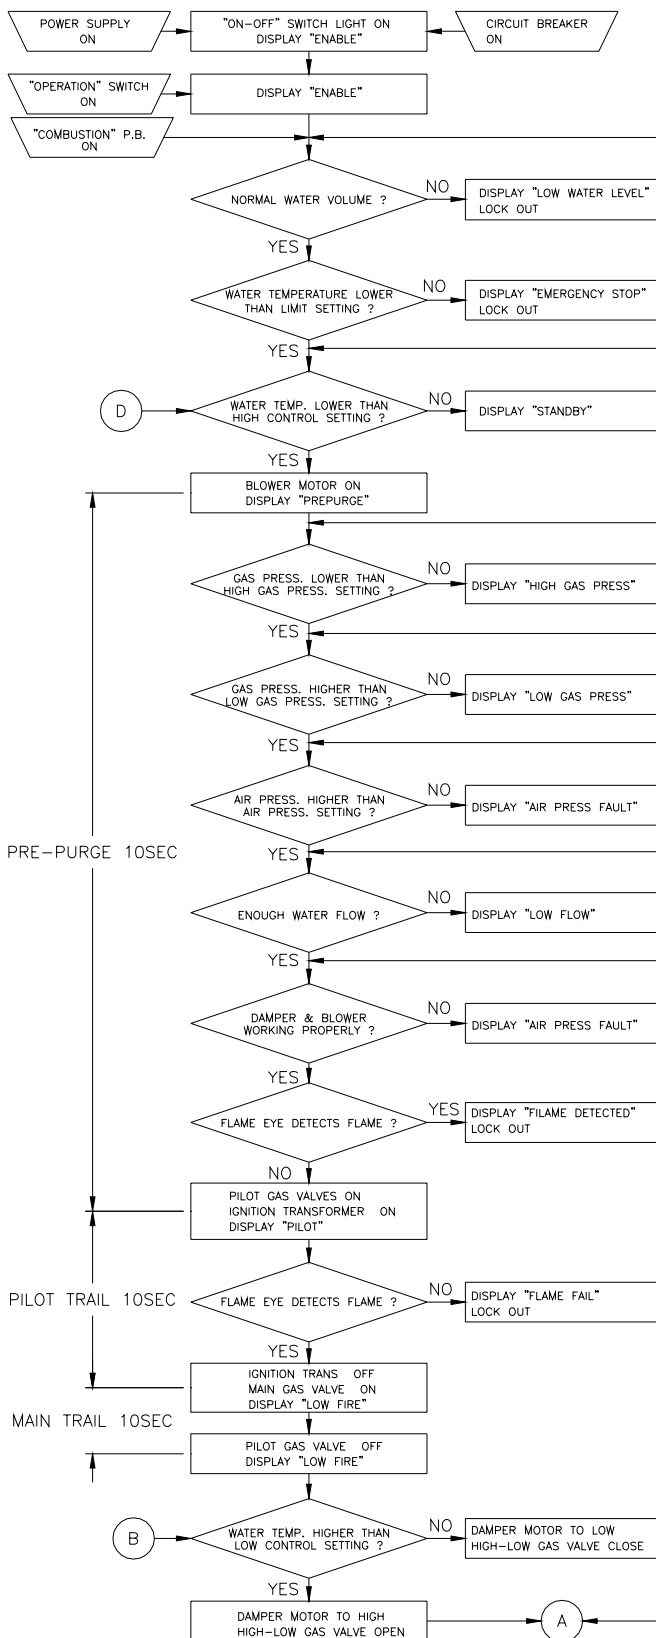 POWER SUPPLY
ON
"ON-OFF" SWITCH LIGHT ON
DISPLAY "ENABLE"
CIRCUIT BREAKER
ON
"OPERATION" SWITCH
ON
DISPLAY "ENABLE"
"COMBUSTION" P.B.
ON
NORMAL WATER VOLUME ?
NO
DISPLAY "LOW WATER LEVEL"
LOCK OUT
YES
WATER TEMPERATURE LOWER
THAN LIMIT SETTING ?
NO
DISPLAY "EMERGENCY STOP"
LOCK OUT
YES
D
WATER TEMP. LOWER THAN
HIGH CONTROL SETTING ?
NO
DISPLAY "STANDBY"
YES
BLOWER MOTOR ON
DISPLAY "PREPURGE"
GAS PRESS. LOWER THAN
HIGH GAS PRESS. SETTING ?
NO
DISPLAY "HIGH GAS PRESS"
YES
GAS PRESS. HIGHER THAN
LOW GAS PRESS. SETTING ?
NO
DISPLAY "LOW GAS PRESS"
YES
AIR PRESS. HIGHER THAN
AIR PRESS. SETTING ?
NO
DISPLAY "AIR PRESS FAULT"
YES
PRE-PURGE 10SEC
ENOUGH WATER FLOW ?
NO
DISPLAY "LOW FLOW"
YES
DAMPER & BLOWER
WORKING PROPERLY ?
NO
DISPLAY "AIR PRESS FAULT"
YES
FLAME EYE DETECTS FLAME ?
YES
DISPLAY "FILAME DETECTED"
LOCK OUT
NO
PILOT GAS VALVES ON
IGNITION TRANSFORMER ON
DISPLAY "PILOT"
PILOT TRAIL 10SEC
FLAME EYE DETECTS FLAME ?
NO
DISPLAY "FLAME FAIL"
LOCK OUT
YES
IGNITION TRANS OFF
MAIN GAS VALVE ON
DISPLAY "LOW FIRE"
MAIN TRAIL 10SEC
PILOT GAS VALVE OFF
DISPLAY "LOW FIRE"
B
WATER TEMP. HIGHER THAN
LOW CONTROL SETTING ?
NO
DAMPER MOTOR TO LOW
HIGH-LOW GAS VALVE CLOSE
YES
DAMPER MOTOR TO HIGH
HIGH-LOW GAS VALVE OPEN
A